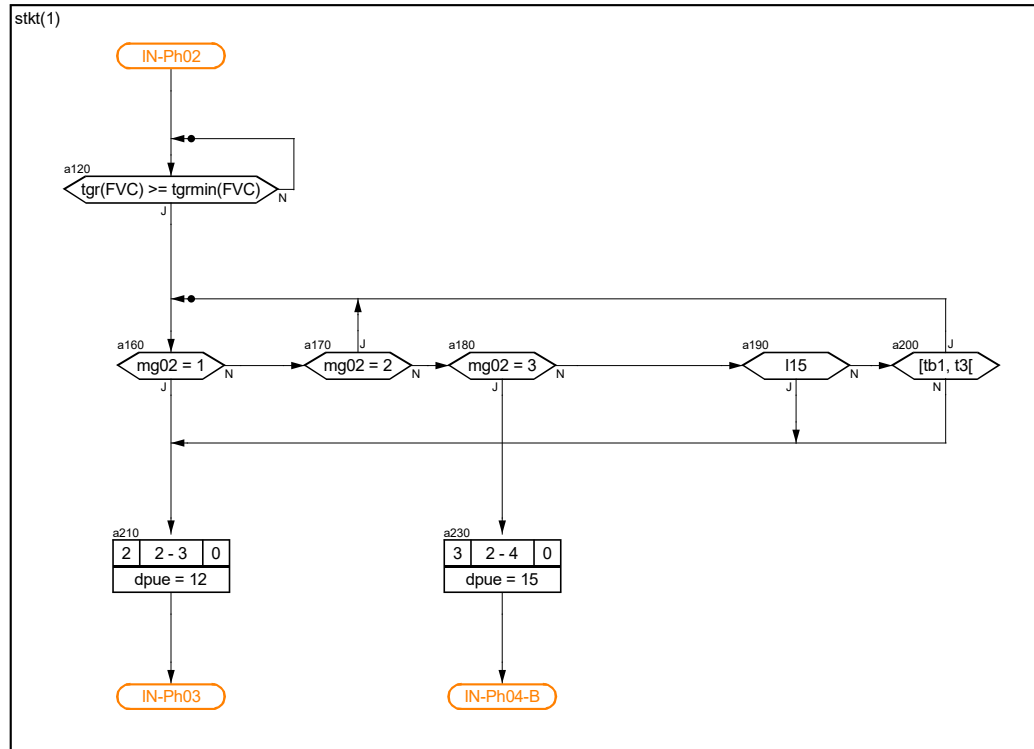 stkt(1)
IN-Ph02
a120
tgr(FVC) >= tgrmin(FVC)
N
J
a160
mg02 = 1
N
J
a170
mg02 = 2
J
N
a180
mg02 = 3
N
J
a190
I15
N
J
a200
[tb1, t3[
J
N
a210
2 2 - 3 0
dpue = 12
a230
3 2 - 4 0
dpue = 15
IN-Ph03
IN-Ph04-B